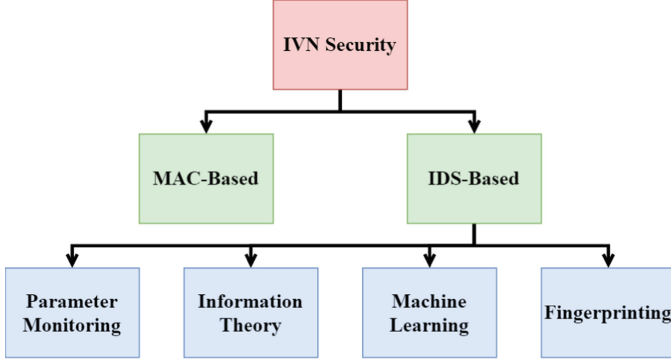 IVN Security
MAC-Based
IDS-Based
Parameter
Monitoring
Information
Theory
Machine
Learning
Fingerprinting